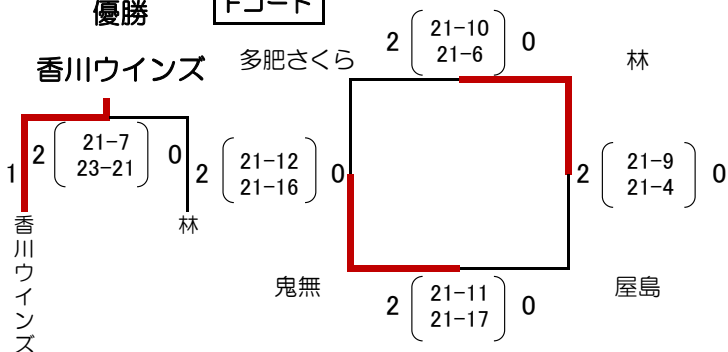 優勝
Fコート
香川ウインズ
多肥さくら
2 21-10 0
21-6
林
1 2 21-7 0
23-21
2 21-12 0
21-16
2 21-9 0
21-4
香川ウインズ
林
鬼無
2 21-11 0
21-17
屋島